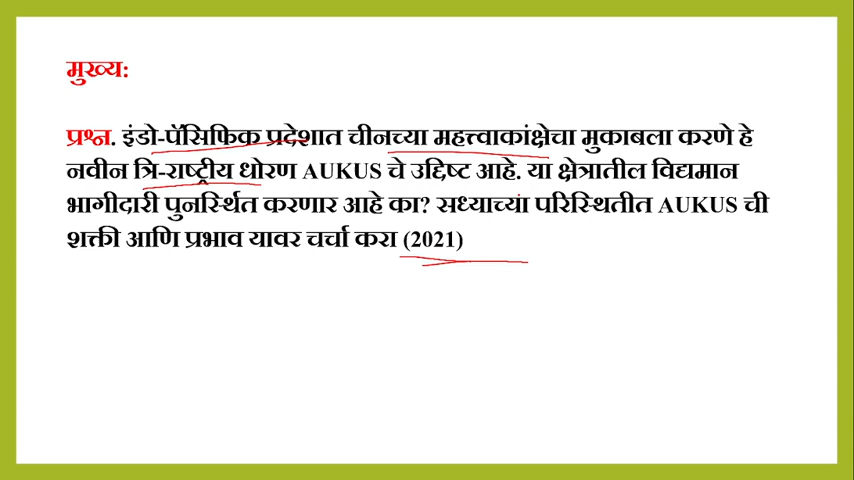 मुख्य:
प्रश्न. इंडो-पॅसिफिक प्रदेशात चीनच्या महत्त्वाकांक्षेचा मुकाबला करणे हे
नवीन त्रि-राष्ट्रीय धोरण AUKUS चे उद्दिष्ट आहे. या क्षेत्रातील विद्यमान
भागीदारी पुनर्स्थित करणार आहे का? सध्याच्या परिस्थितीत AUKUS ची
शक्ती आणि प्रभाव यावर चर्चा करा (2021)